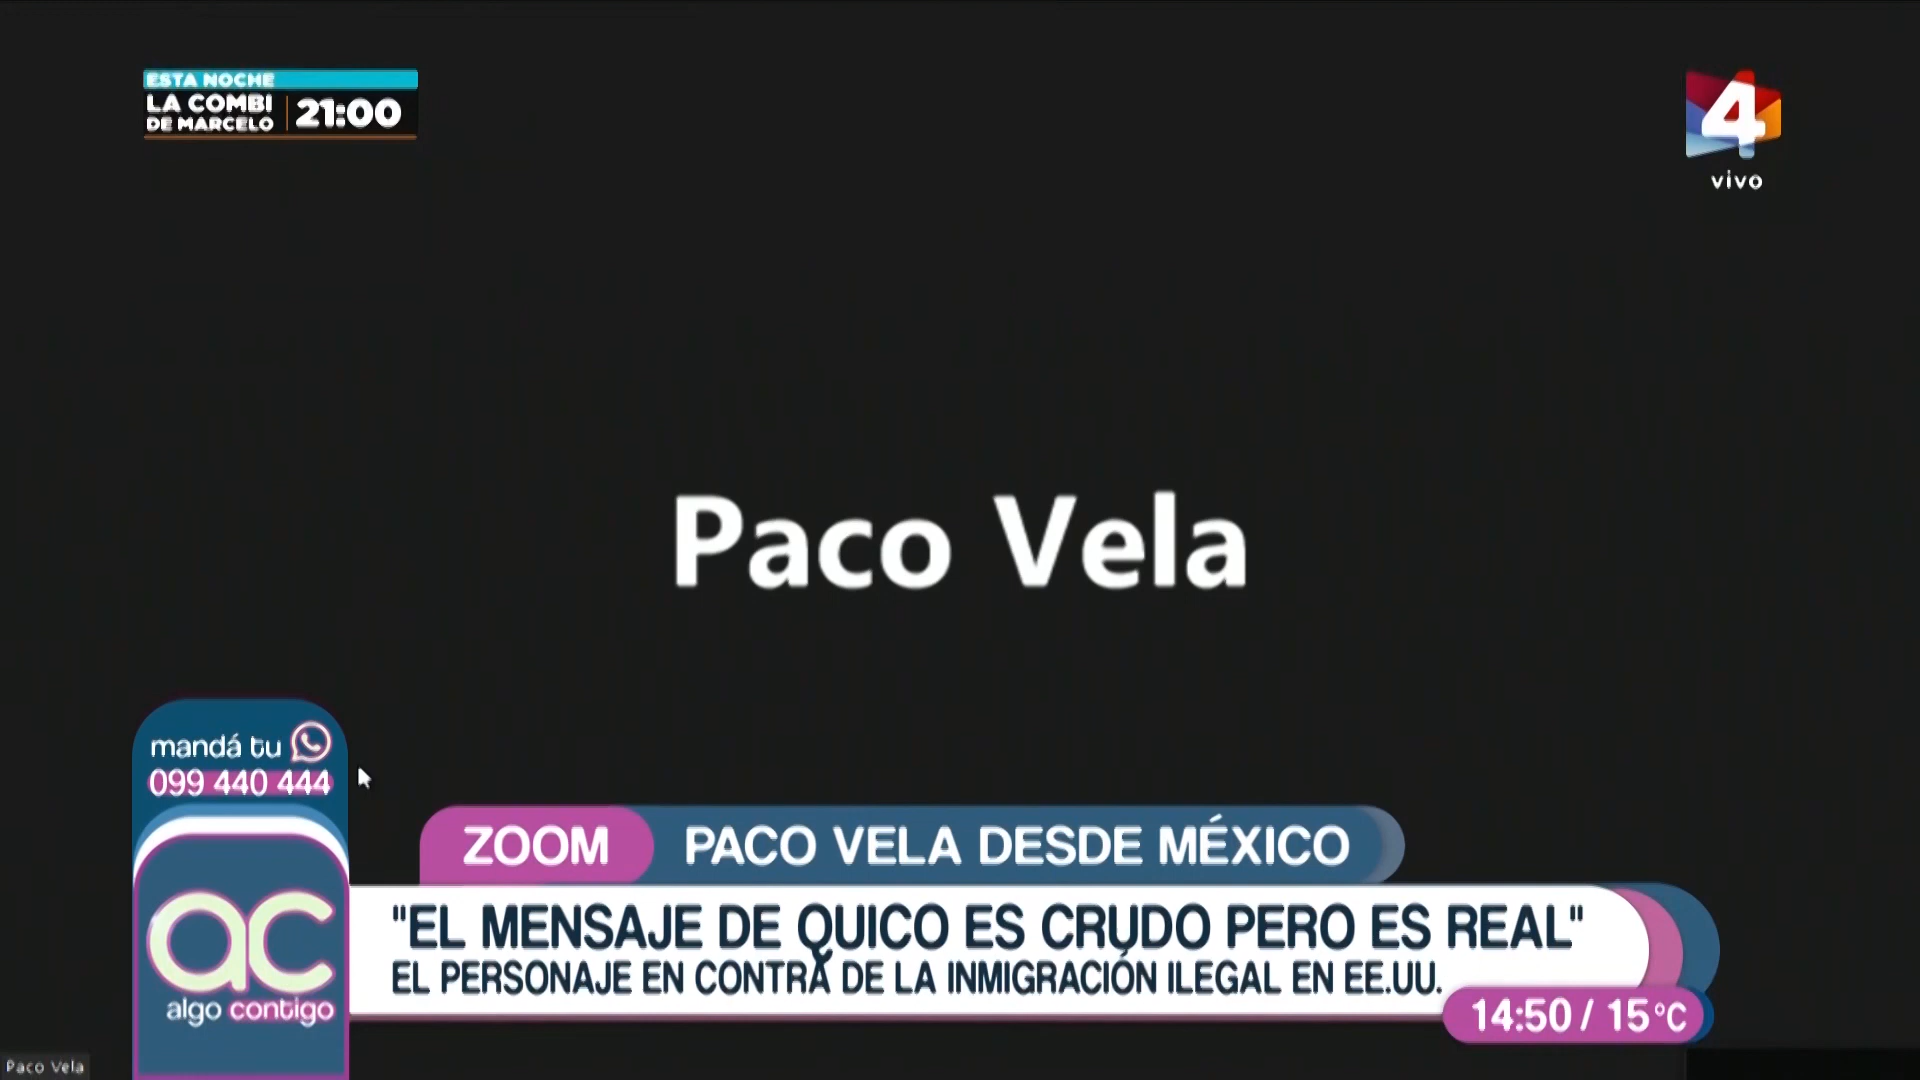 ESTA NOCHE
LA COMBI
DE MARCELO
21:00
4
vivo
Paco Vela
mandá tu
099 440 444
ZOOM
PACO VELA DESDE MÉXICO
"EL MENSAJE DE QUICO ES CRUDO PERO ES REAL"
EL PERSONAJE EN CONTRA DE LA INMIGRACIÓN ILEGAL EN EE.UU.
ac
algo contigo
14:50 / 15°C
Paco Vela